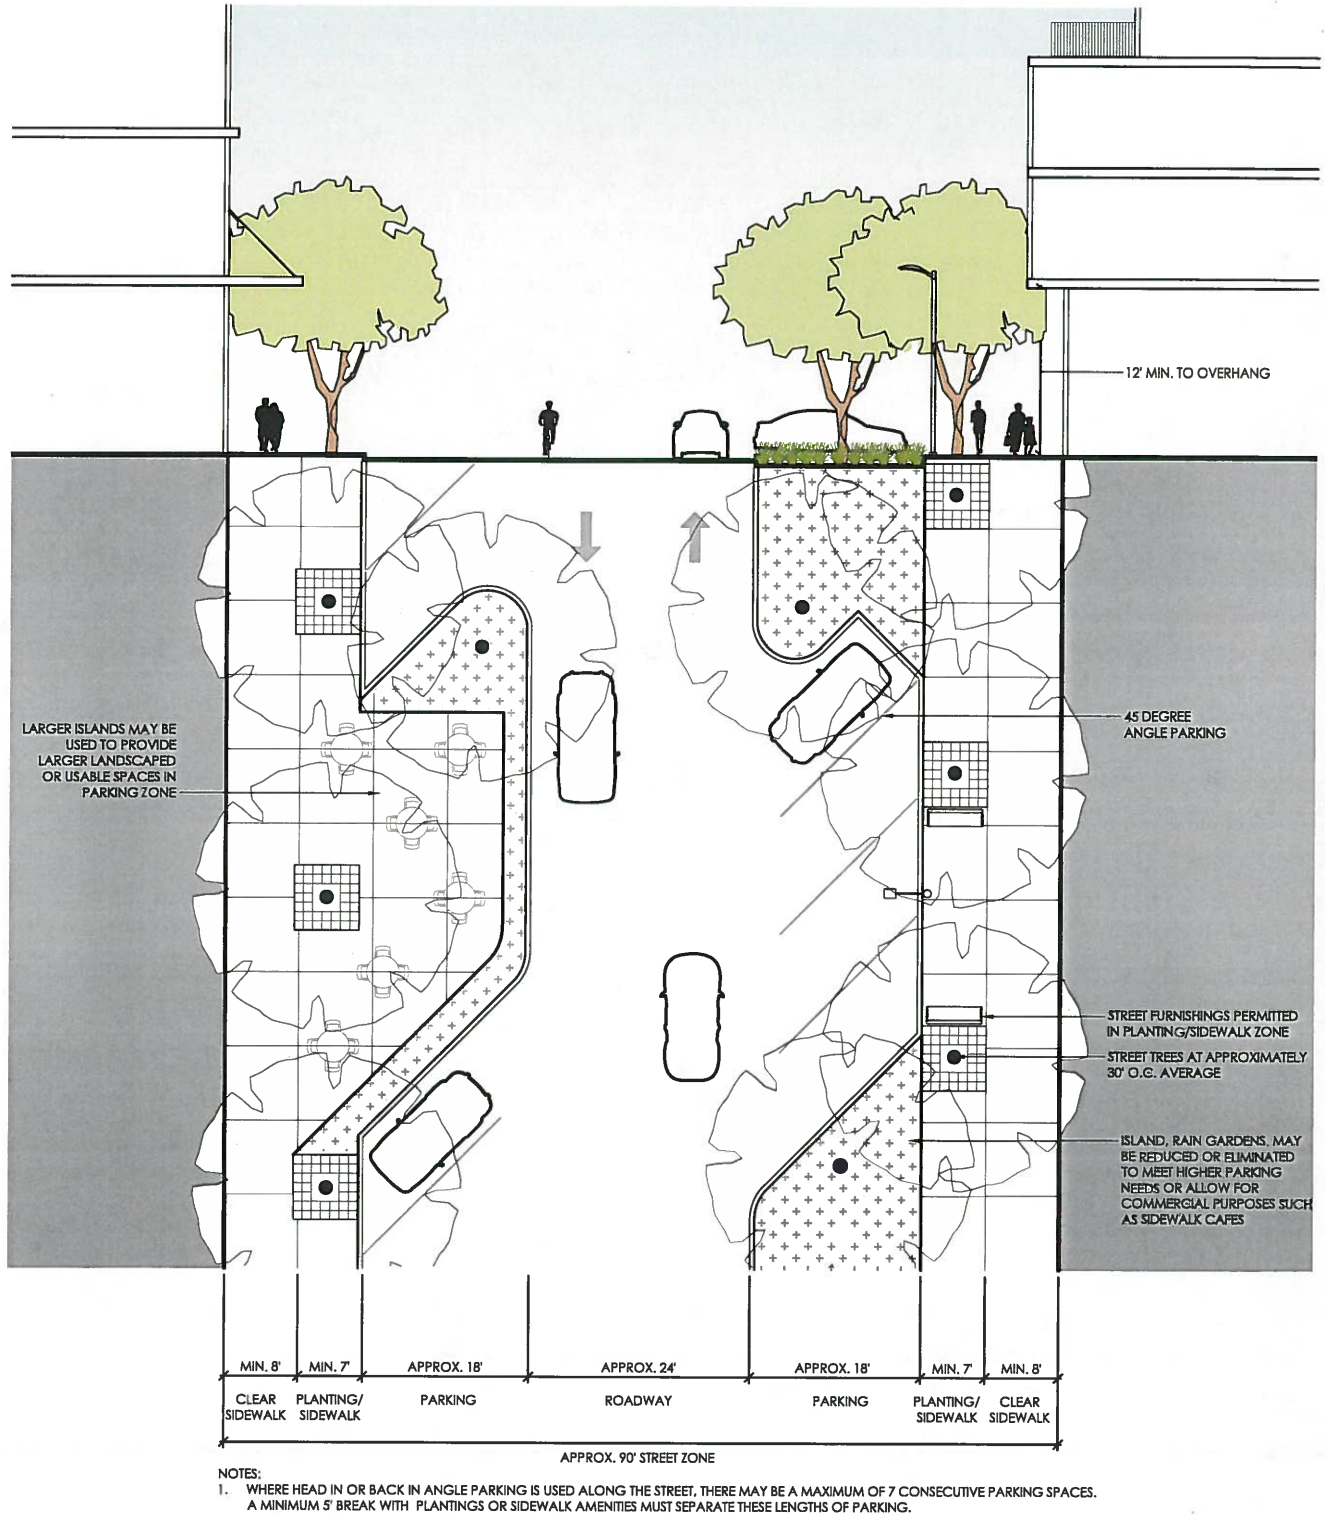 12' MIN. TO OVERHANG
LARGER ISLANDS MAY BE
USED TO PROVIDE
LARGER LANDSCAPED
OR USABLE SPACES IN
PARKING ZONE
45 DEGREE
ANGLE PARKING
STREET FURNISHINGS PERMITTED
IN PLANTING/SIDEWALK ZONE
STREET TREES AT APPROXIMATELY
30' O.C. AVERAGE
ISLAND, RAIN GARDENS, MAY
BE REDUCED OR ELIMINATED
TO MEET HIGHER PARKING
NEEDS OR ALLOW FOR
COMMERCIAL PURPOSES SUCH
AS SIDEWALK CAFES
MIN. 8' MIN. 7' APPROX. 18' APPROX. 24' APPROX. 18' MIN. 7' MIN. 8'
CLEAR PLANTING/ PARKING ROADWAY PARKING PLANTING/ CLEAR
SIDEWALK SIDEWALK SIDEWALK SIDEWALK
APPROX. 90' STREET ZONE
NOTES:
1. WHERE HEAD IN OR BACK IN ANGLE PARKING IS USED ALONG THE STREET, THERE MAY BE A MAXIMUM OF 7 CONSECUTIVE PARKING SPACES.
A MINIMUM 5' BREAK WITH PLANTINGS OR SIDEWALK AMENITIES MUST SEPARATE THESE LENGTHS OF PARKING.